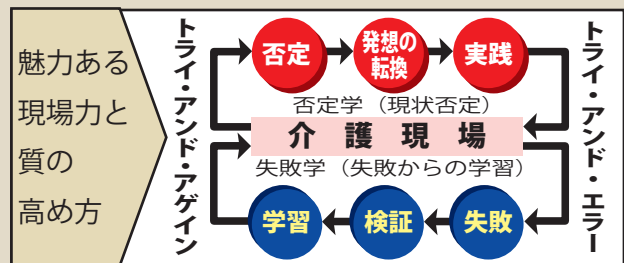 魅力ある
現場力と
質の
高め方
トライ・アンド・アゲイン
否定
発想の
転換
実践
否定学（現状否定）
介護現場
失敗学（失敗からの学習）
学習
検証
失敗
トライ・アンド・エラー